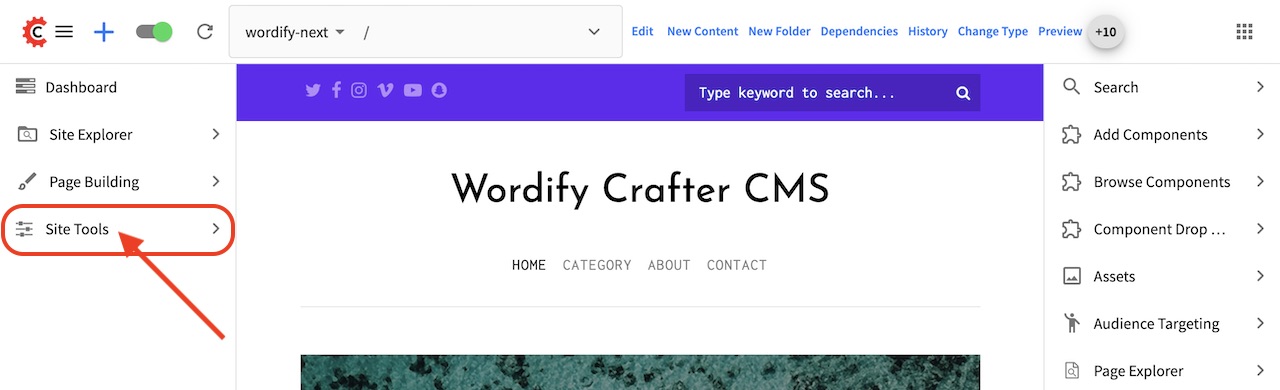 C
wordify-next /
Edit New Content New Folder Dependencies History Change Type Preview +10
Dashboard
Site Explorer
Page Building
Site Tools
Type keyword to search...
Wordify Crafter CMS
HOME CATEGORY ABOUT CONTACT
Search
Add Components
Browse Components
Component Drop ...
Assets
Audience Targeting
Page Explorer